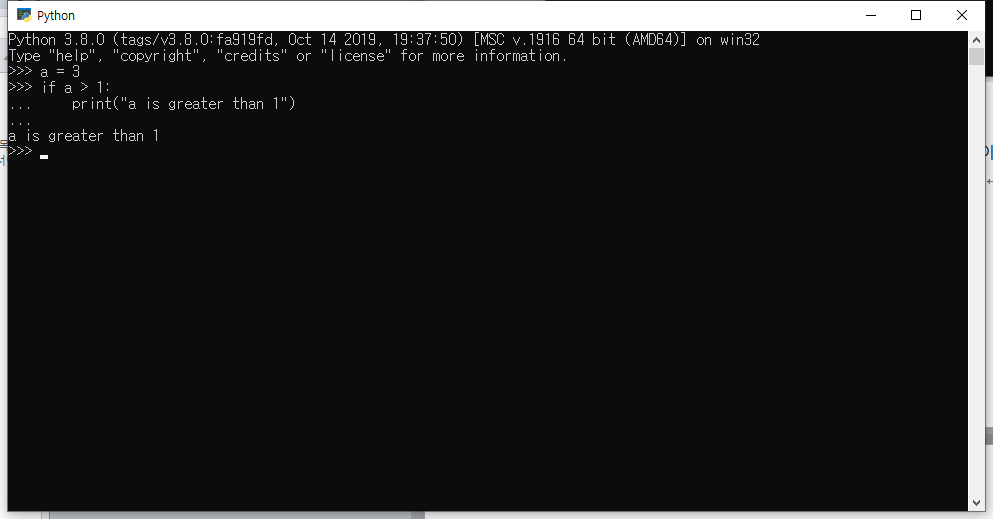 Python
Python 3.8.0 (tags/v3.8.0:fa919fd, Oct 14 2019, 19:37:50) [MSC v.1916 64 bit (AMD64)] on win32
Type "help", "copyright", "credits" or "license" for more information.
>>> a = 3
>>> if a > 1:
...     print("a is greater than 1")
...
a is greater than 1
>>>